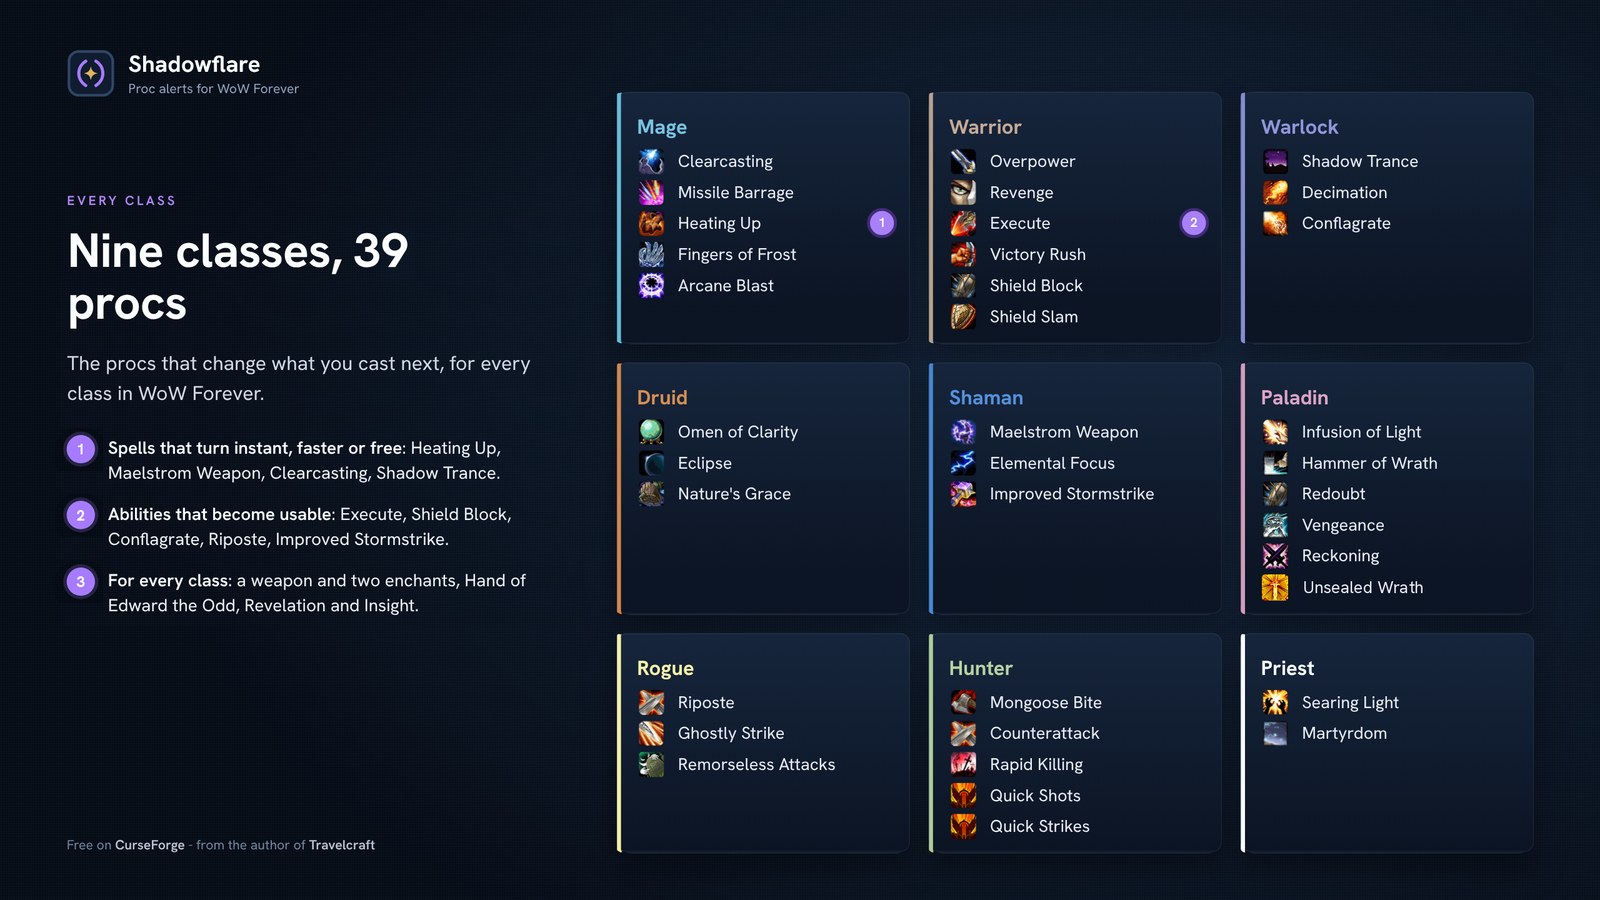 Shadowflare
Proc alerts for WoW Forever
EVERY CLASS
Nine classes, 39
procs
The procs that change what you cast next, for every
class in WoW Forever.
1 Spells that turn instant, faster or free: Heating Up,
Maelstrom Weapon, Clearcasting, Shadow Trance.
2 Abilities that become usable: Execute, Shield Block,
Conflagrate, Riposte, Improved Stormstrike.
3 For every class: a weapon and two enchants, Hand of
Edward the Odd, Revelation and Insight.
Free on CurseForge - from the author of Travelcraft
Mage
Clearcasting
Missile Barrage
Heating Up 1
Fingers of Frost
Arcane Blast
Warrior
Overpower
Revenge
Execute 2
Victory Rush
Shield Block
Shield Slam
Warlock
Shadow Trance
Decimation
Conflagrate
Druid
Omen of Clarity
Eclipse
Nature's Grace
Shaman
Maelstrom Weapon
Elemental Focus
Improved Stormstrike
Paladin
Infusion of Light
Hammer of Wrath
Redoubt
Vengeance
Reckoning
Unsealed Wrath
Rogue
Riposte
Ghostly Strike
Remorseless Attacks
Hunter
Mongoose Bite
Counterattack
Rapid Killing
Quick Shots
Quick Strikes
Priest
Searing Light
Martyrdom